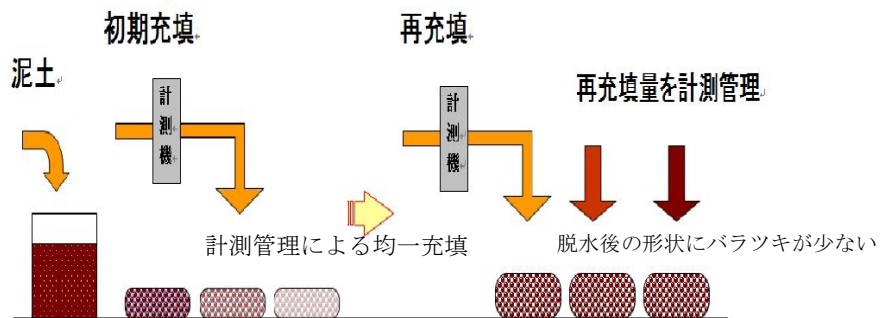 初期充填
再充填
泥土
再充填量を計測管理
計測機
計測機
計測管理による均一充填
脱水後の形状にバラツキが少ない